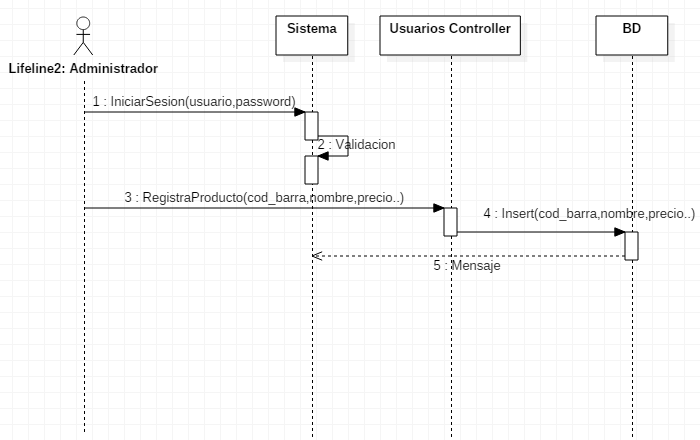 Sistema
Usuarios Controller
BD
Lifeline2: Administrador
1 : IniciarSesion(usuario,password)
2 : Validacion
3 : RegistraProducto(cod_barra,nombre,precio..)
4 : Insert(cod_barra,nombre,precio..)
5 : Mensaje